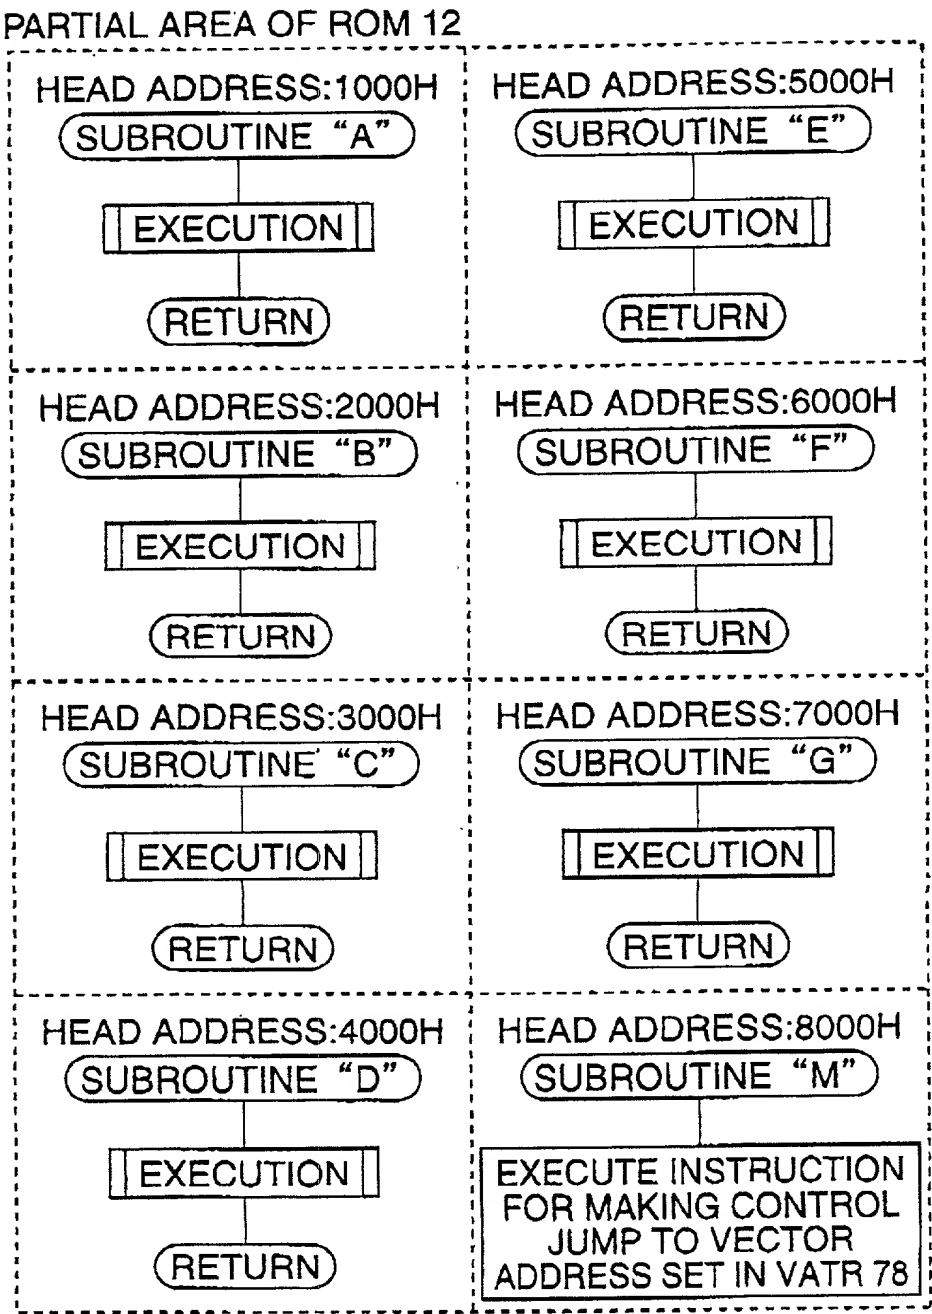 PARTIAL AREA OF ROM 12
HEAD ADDRESS:1000H
SUBROUTINE “A”
EXECUTION
RETURN
HEAD ADDRESS:2000H
SUBROUTINE “B”
EXECUTION
RETURN
HEAD ADDRESS:3000H
SUBROUTINE “C”
EXECUTION
RETURN
HEAD ADDRESS:4000H
SUBROUTINE “D”
EXECUTION
RETURN
HEAD ADDRESS:5000H
SUBROUTINE “E”
EXECUTION
RETURN
HEAD ADDRESS:6000H
SUBROUTINE “F”
EXECUTION
RETURN
HEAD ADDRESS:7000H
SUBROUTINE “G”
EXECUTION
RETURN
HEAD ADDRESS:8000H
SUBROUTINE “M”
EXECUTE INSTRUCTION
FOR MAKING CONTROL
JUMP TO VECTOR
ADDRESS SET IN VATR 78